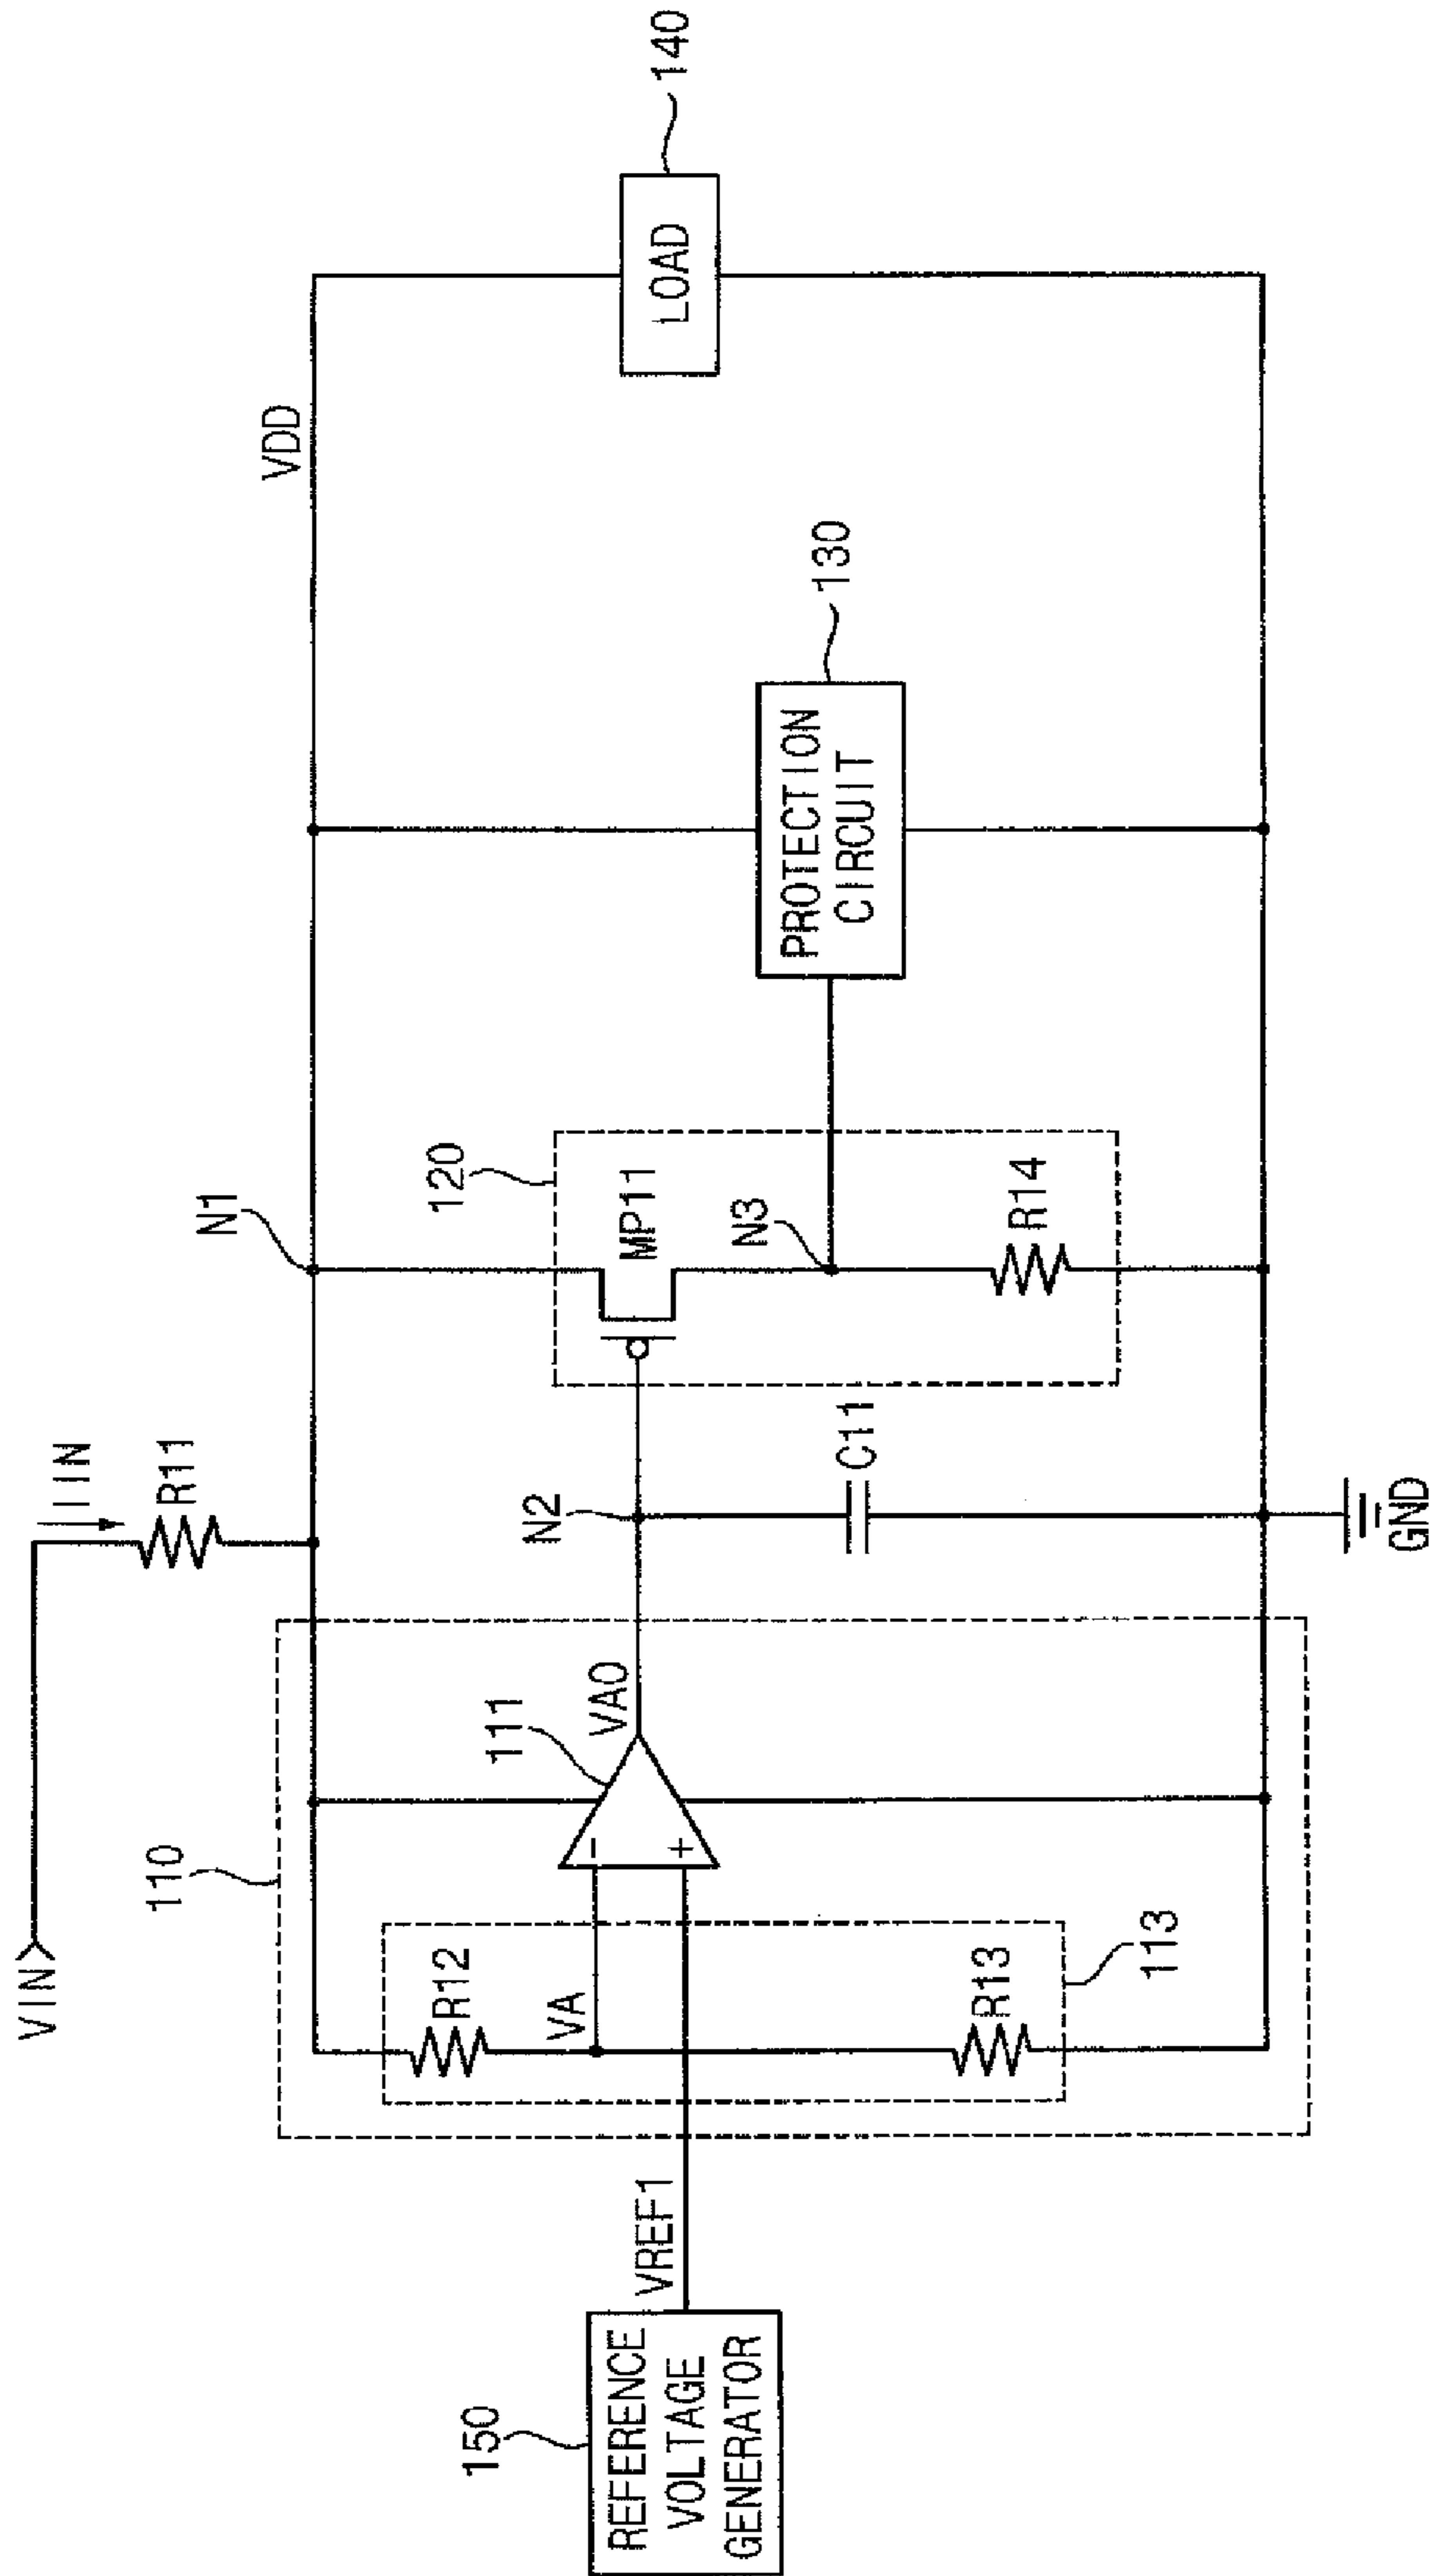 VIN
IIN
R11
N1
VDD
110
111
R12
VA
VAO
N2
120
MP11
N3
R14
C11
LOAD
140
PROTECTION
CIRCUIT
130
150
REFERENCE
VOLTAGE
GENERATOR
VREF1
-
+
R13
113
GND